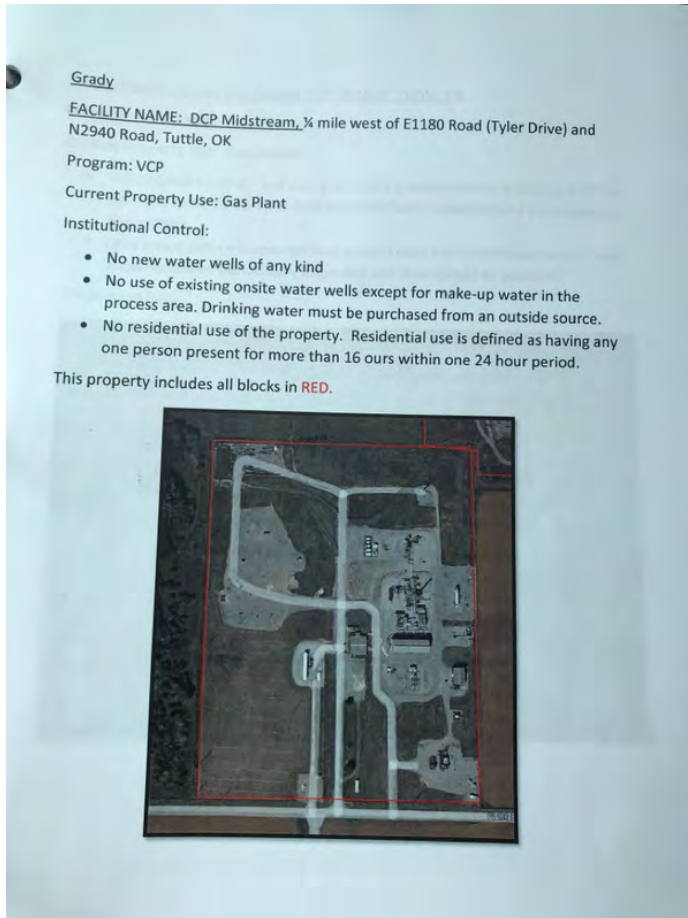 Grady
FACILITY NAME: DCP Midstream, ¼ mile west of E1180 Road (Tyler Drive) and
N2940 Road, Tuttle, OK
Program: VCP
Current Property Use: Gas Plant
Institutional Control:
• No new water wells of any kind
• No use of existing onsite water wells except for make-up water in the
process area. Drinking water must be purchased from an outside source.
• No residential use of the property. Residential use is defined as having any
one person present for more than 16 ours within one 24 hour period.
This property includes all blocks in RED.